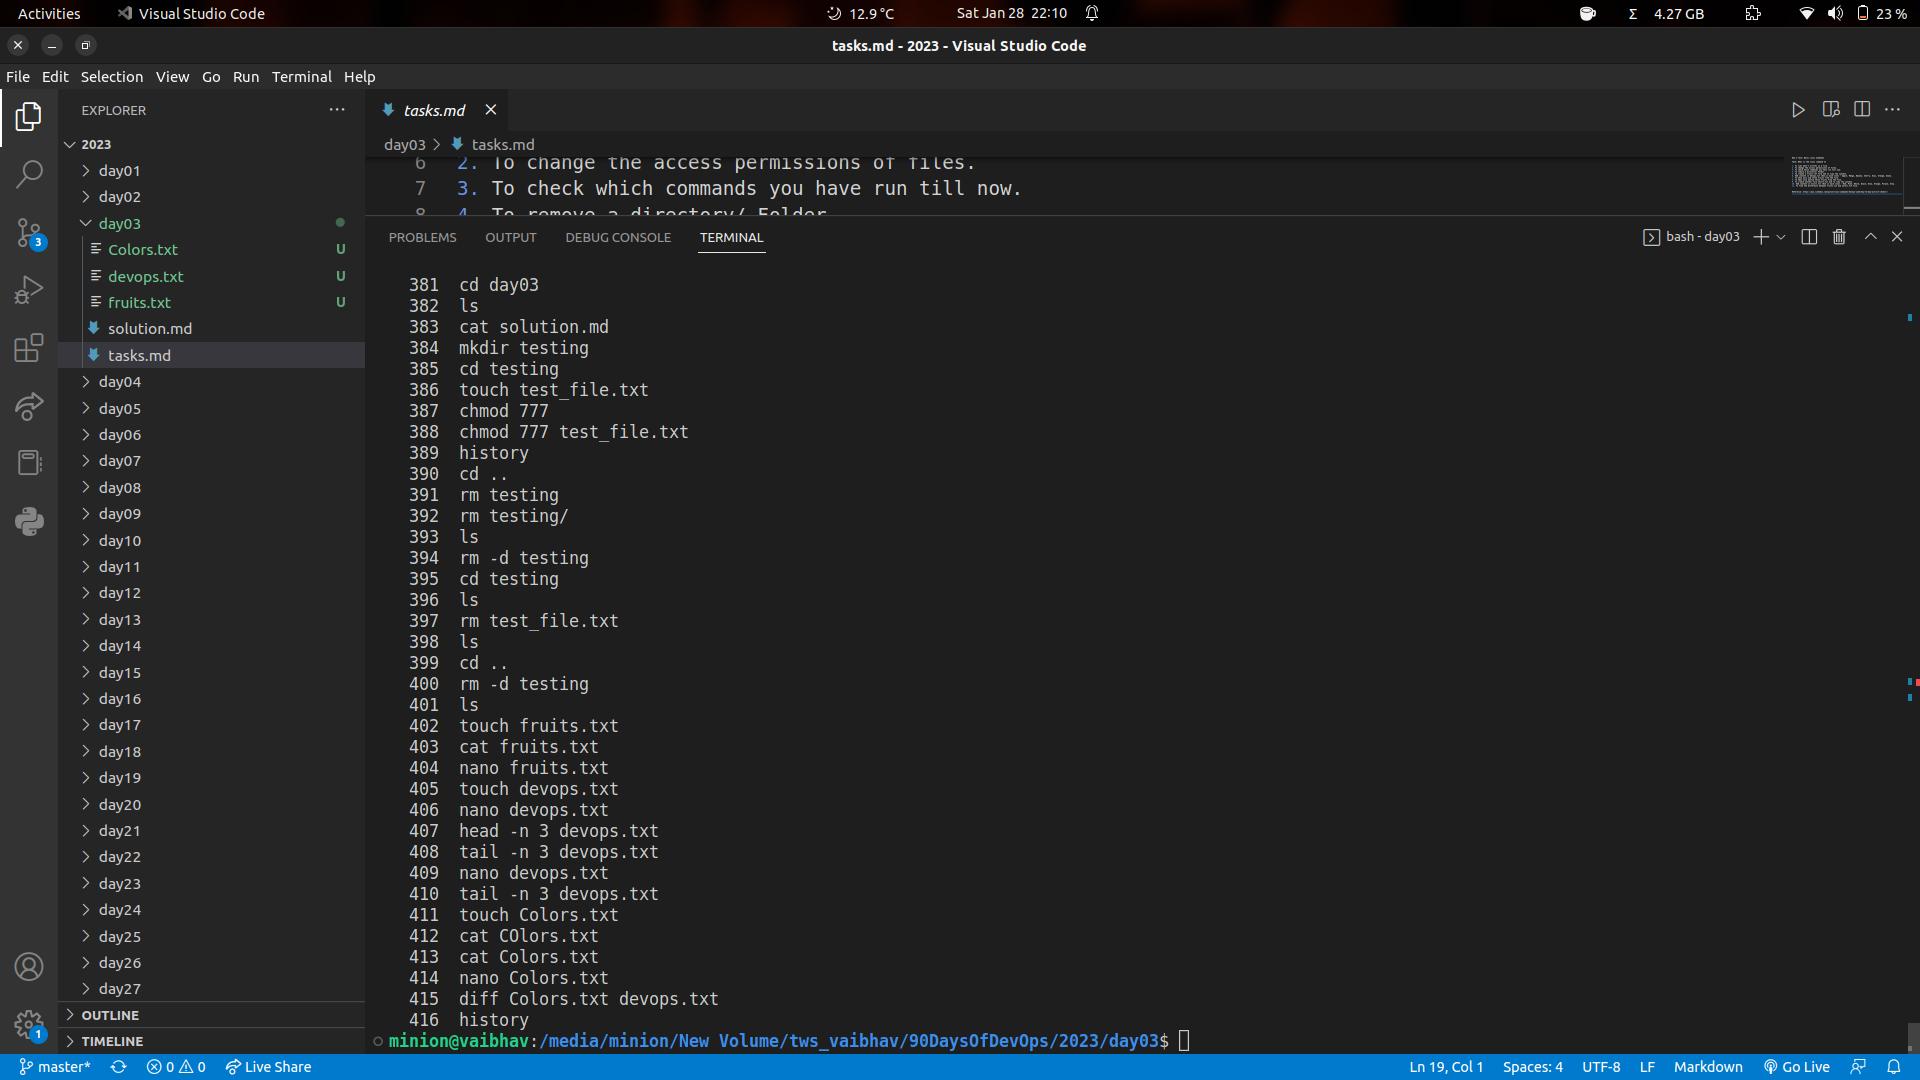 Activities
Visual Studio Code
12.9 °C
Sat Jan 28 22:10
Σ 4.27 GB
23 %
tasks.md - 2023 - Visual Studio Code
File Edit Selection View Go Run Terminal Help
EXPLORER
2023
day01
day02
day03
Colors.txt U
devops.txt U
fruits.txt U
solution.md
tasks.md
day04
day05
day06
day07
day08
day09
day10
day11
day12
day13
day14
day15
day16
day17
day18
day19
day20
day21
day22
day23
day24
day25
day26
day27
OUTLINE
TIMELINE
3
1
tasks.md
day03 > tasks.md
6 2. To change the access permissions of files.
7 3. To check which commands you have run till now.
8 4. To remove a directory/ Folder.
PROBLEMS OUTPUT DEBUG CONSOLE TERMINAL
bash - day03
381 cd day03
382 ls
383 cat solution.md
384 mkdir testing
385 cd testing
386 touch test_file.txt
387 chmod 777
388 chmod 777 test_file.txt
389 history
390 cd ..
391 rm testing
392 rm testing/
393 ls
394 rm -d testing
395 cd testing
396 ls
397 rm test_file.txt
398 ls
399 cd ..
400 rm -d testing
401 ls
402 touch fruits.txt
403 cat fruits.txt
404 nano fruits.txt
405 touch devops.txt
406 nano devops.txt
407 head -n 3 devops.txt
408 tail -n 3 devops.txt
409 nano devops.txt
410 tail -n 3 devops.txt
411 touch Colors.txt
412 cat COlors.txt
413 cat Colors.txt
414 nano Colors.txt
415 diff Colors.txt devops.txt
416 history
minion@vaibhav:/media/minion/New Volume/tws_vaibhav/90DaysOfDevOps/2023/day03$
master* 0 0 Live Share
Ln 19, Col 1 Spaces: 4 UTF-8 LF Markdown Go Live